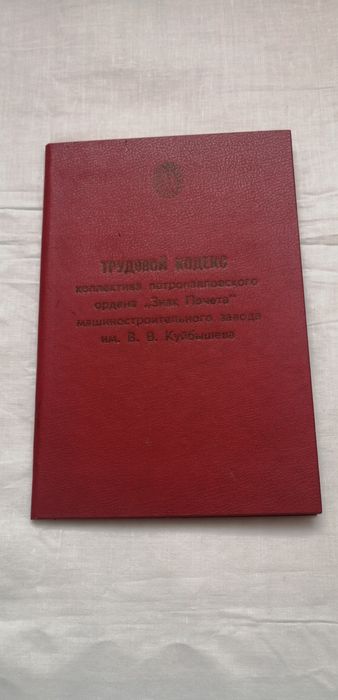 ТРУДОВОЙ КОДЕКС
коллектива петропавловского
ордена „Знак Почета"
машиностроительного завода
им. В. В. Куйбышева